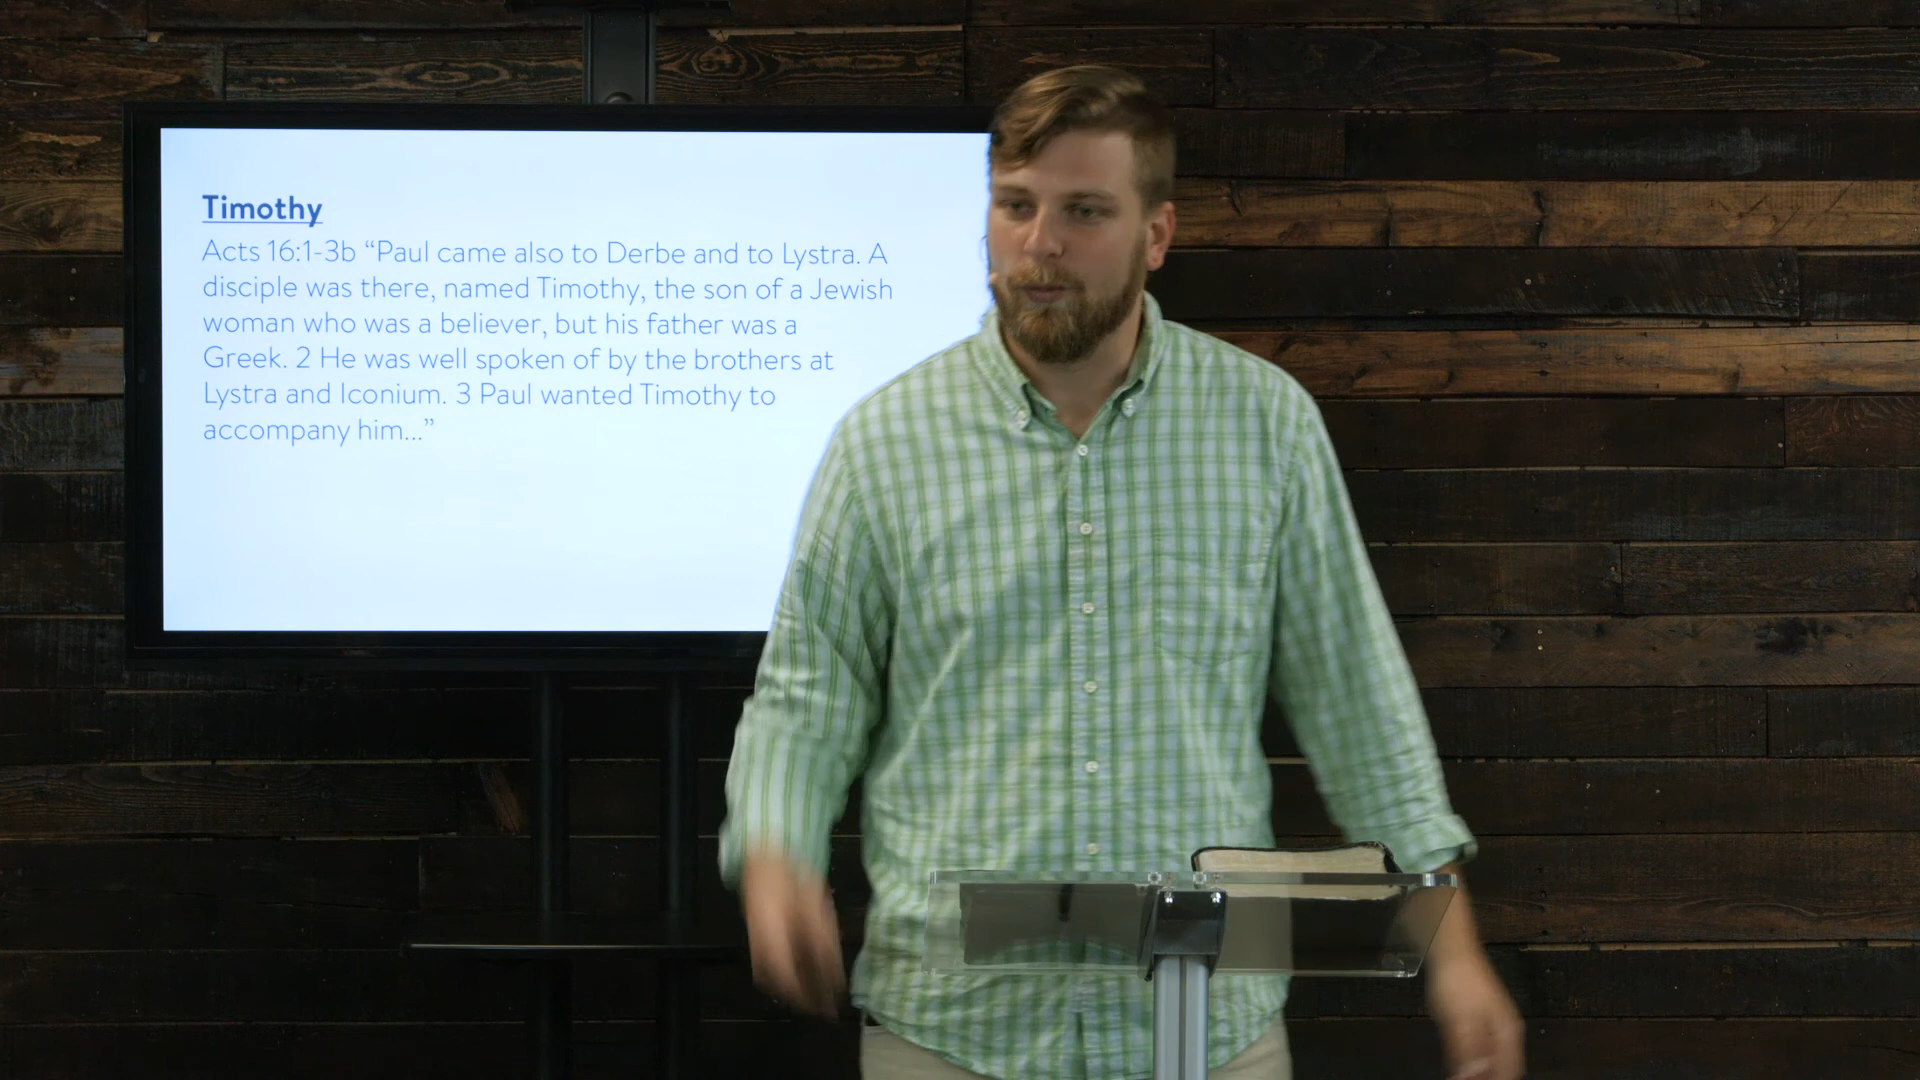 Timothy
Acts 16:1-3b “Paul came also to Derbe and to Lystra. A
disciple was there, named Timothy, the son of a Jewish
woman who was a believer, but his father was a
Greek. 2 He was well spoken of by the brothers at
Lystra and Iconium. 3 Paul wanted Timothy to
accompany him...”